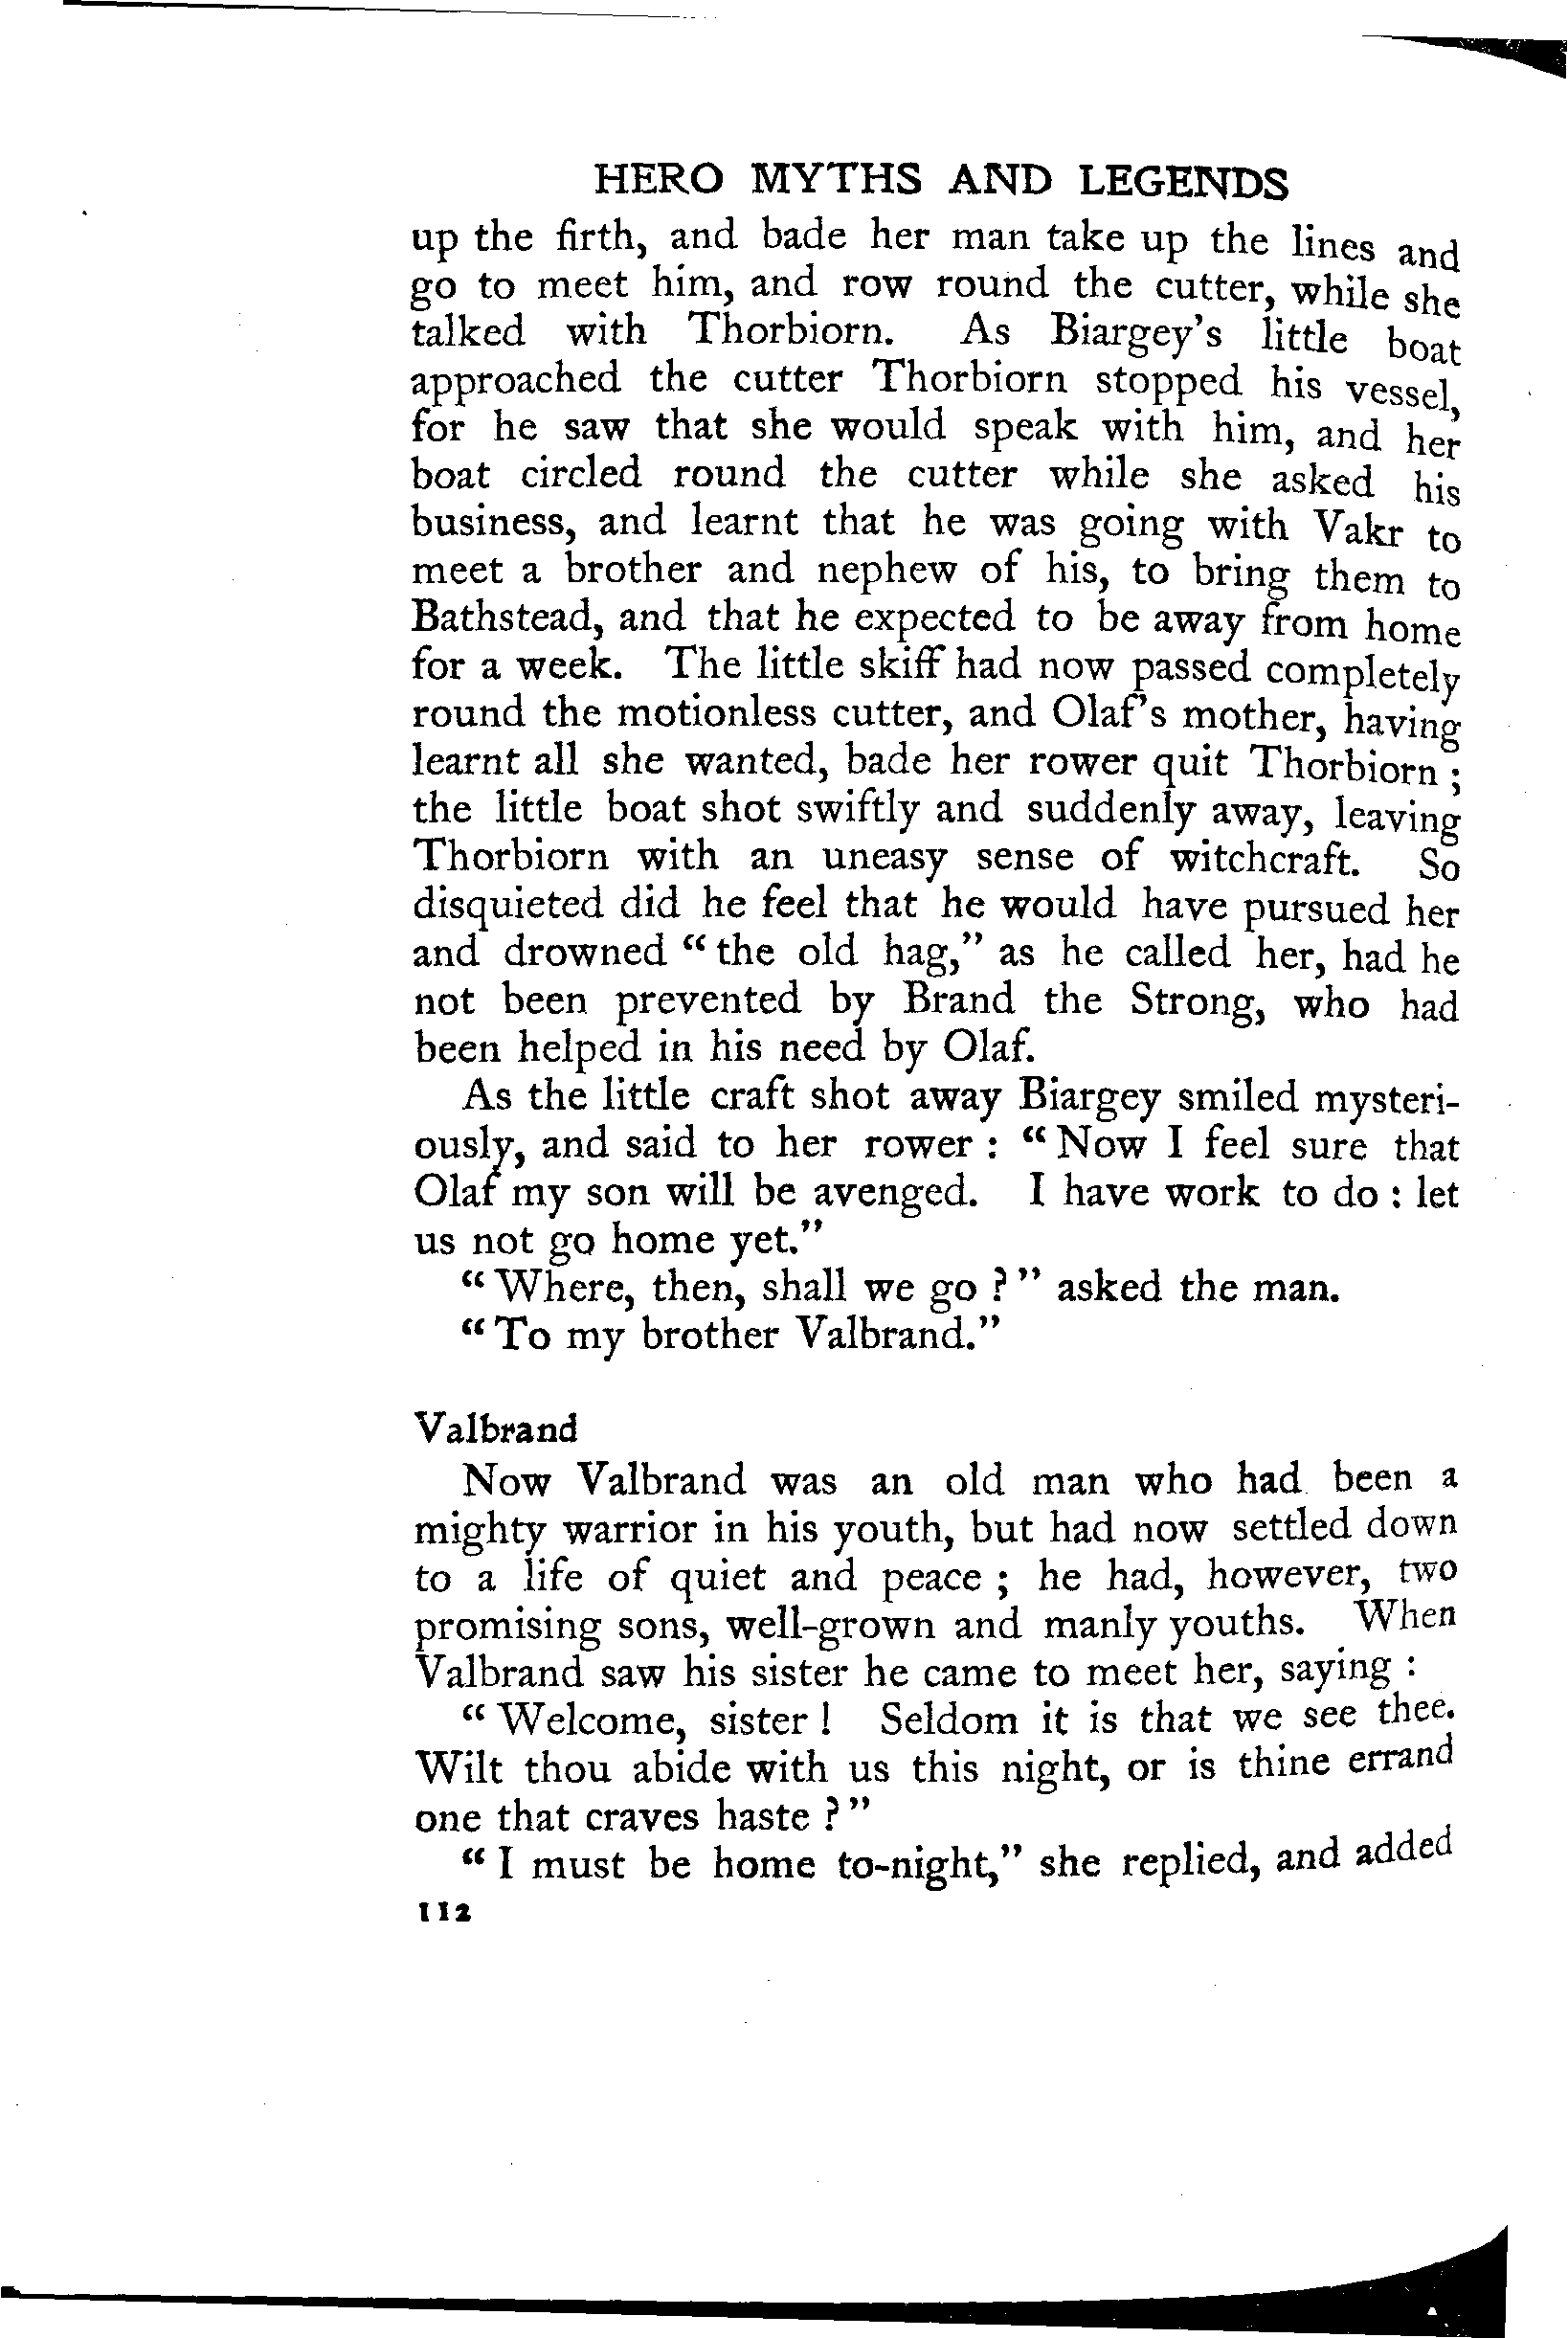 HERO MYTHS AND LEGENDS
up the firth, and bade her man take up the lines and
go to meet him, and row round the cutter, while she
talked with Thorbiorn. As Biargey's little boat
approached the cutter Thorbiorn stopped his vessel,
for he saw that she would speak with him, and her
boat circled round the cutter while she asked his
business, and learnt that he was going with Vakr to
meet a brother and nephew of his, to bring them to
Bathstead, and that he expected to be away from home
for a week. The little skiff had now passed completely
round the motionless cutter, and Olaf's mother, having
learnt all she wanted, bade her rower quit Thorbiorn ;
the little boat shot swiftly and suddenly away, leaving
Thorbiorn with an uneasy sense of witchcraft. So
disquieted did he feel that he would have pursued her
and drowned “the old hag,” as he called her, had he
not been prevented by Brand the Strong, who had
been helped in his need by Olaf.
As the little craft shot away Biargey smiled mysteri-
ously, and said to her rower : “Now I feel sure that
Olaf my son will be avenged. I have work to do : let
us not go home yet.”
“Where, then, shall we go ?” asked the man.
“To my brother Valbrand.”
Valbrand
Now Valbrand was an old man who had been a
mighty warrior in his youth, but had now settled down
to a life of quiet and peace ; he had, however, two
promising sons, well-grown and manly youths. When
Valbrand saw his sister he came to meet her, saying :
“Welcome, sister ! Seldom it is that we see thee.
Wilt thou abide with us this night, or is thine errand
one that craves haste ?”
“I must be home to-night,” she replied, and added
112